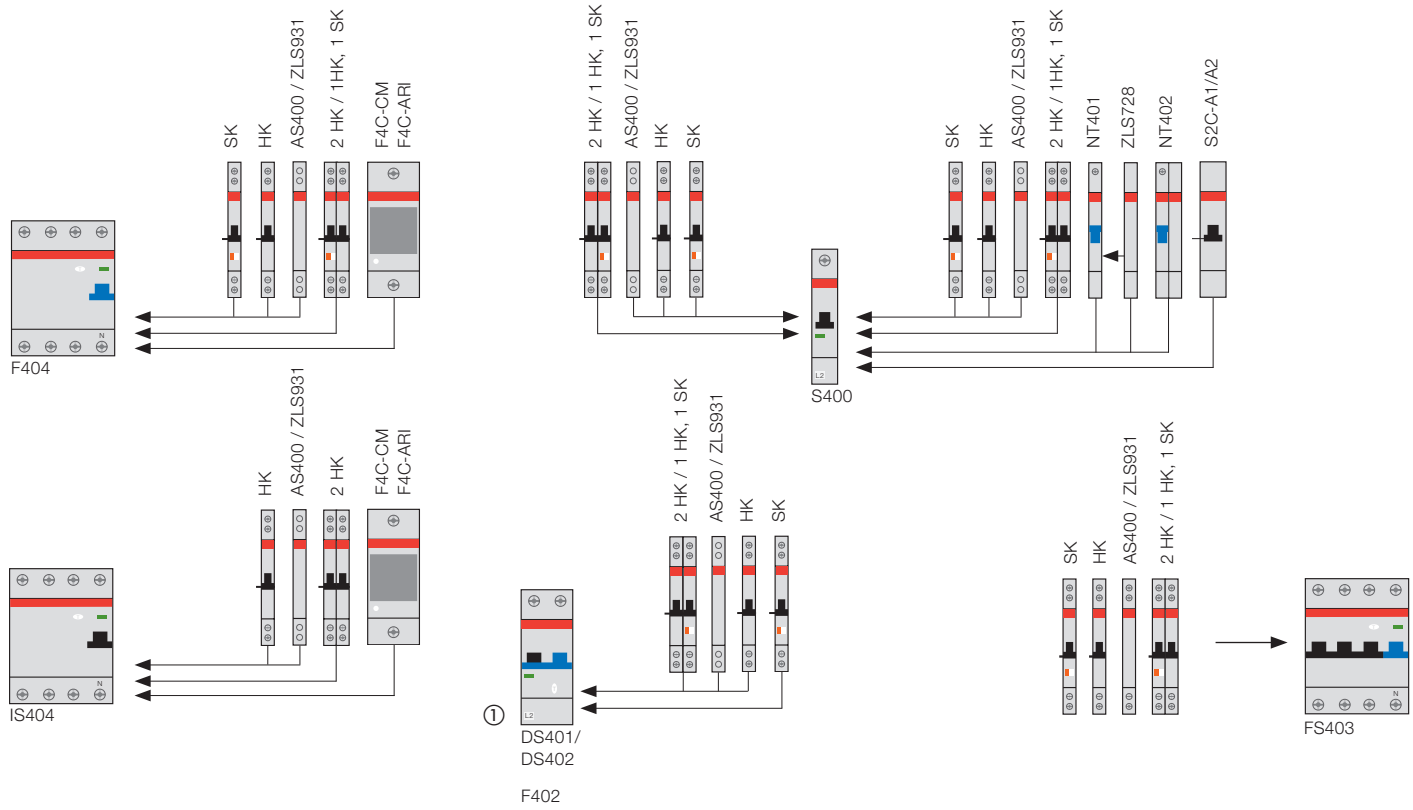 SK
HK
AS400 / ZLS931
2 HK / 1HK, 1 SK
F4C-CM
F4C-ARI
N
F404
2 HK / 1 HK, 1 SK
AS400 / ZLS931
HK
SK
L2
S400
SK
HK
AS400 / ZLS931
2 HK / 1HK, 1 SK
NT401
ZLS728
NT402
S2C-A1/A2
HK
AS400 / ZLS931
2 HK
F4C-CM
F4C-ARI
N
IS404
2 HK / 1 HK, 1 SK
AS400 / ZLS931
HK
SK
①
L2
DS401/
DS402
F402
SK
HK
AS400 / ZLS931
2 HK / 1 HK, 1 SK
N
FS403